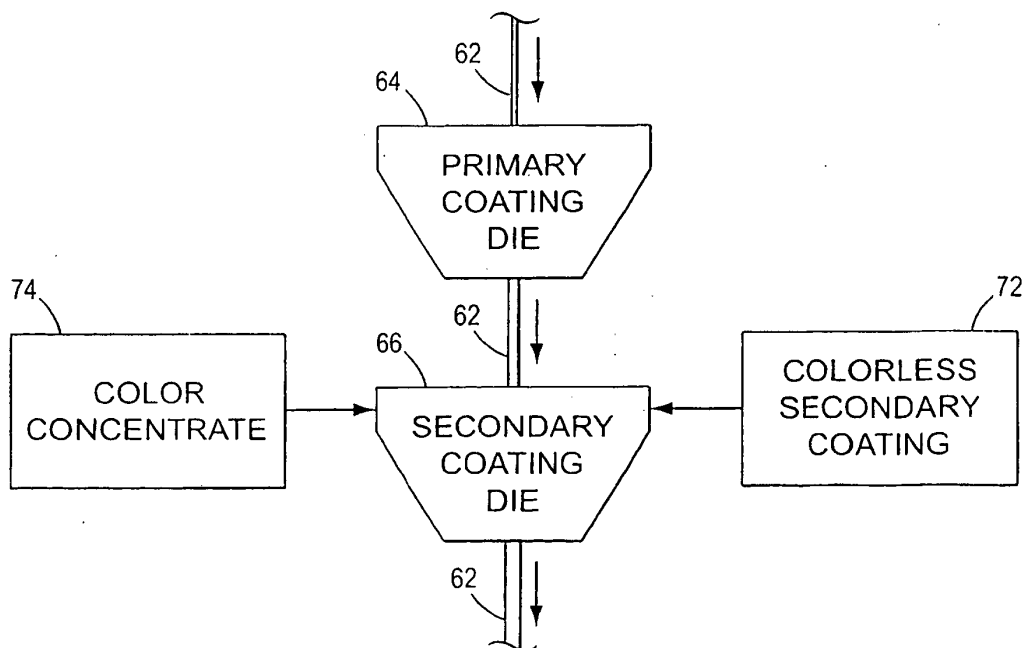 62
64
PRIMARY
COATING
DIE
74
62
72
66
COLOR
CONCENTRATE
SECONDARY
COATING
DIE
COLORLESS
SECONDARY
COATING
62